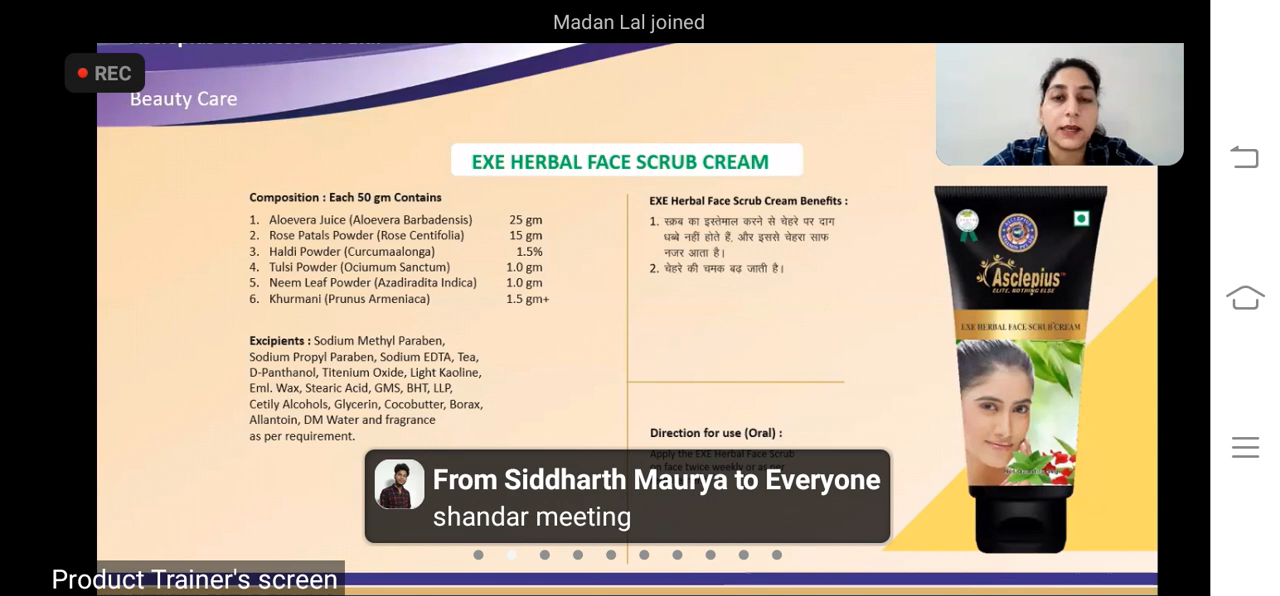 Madan Lal joined
REC
Beauty Care
EXE HERBAL FACE SCRUB CREAM
Composition : Each 50 gm Contains
1. Aloevera Juice (Aloevera Barbadensis) 25 gm
2. Rose Patals Powder (Rose Centifolia) 15 gm
3. Haldi Powder (Curcumaalonga) 1.5%
4. Tulsi Powder (Ociumum Sanctum) 1.0 gm
5. Neem Leaf Powder (Azadiradita Indica) 1.0 gm
6. Khurmani (Prunus Armeniaca) 1.5 gm+
Excipients : Sodium Methyl Paraben,
Sodium Propyl Paraben, Sodium EDTA, Tea,
D-Panthanol, Titenium Oxide, Light Kaoline,
Eml. Wax, Stearic Acid, GMS, BHT, LLP,
Cetily Alcohols, Glycerin, Cocobutter, Borax,
Allantoin, DM Water and fragrance
as per requirement.
EXE Herbal Face Scrub Cream Benefits :
1. स्क्रब का इस्तेमाल करने से चेहरे पर दाग
धब्बे नहीं होते हैं, और इससे चेहरा साफ
नजर आता है।
2. चेहरे की चमक बढ़ जाती है।
Direction for use (Oral) :
Apply the EXE Herbal Face Scrub
on face twice weekly or as per
Asclepius
ELITE, NOTHING ELSE
EXE HERBAL FACE SCRUB CREAM
From Siddharth Maurya to Everyone
shandar meeting
Product Trainer's screen